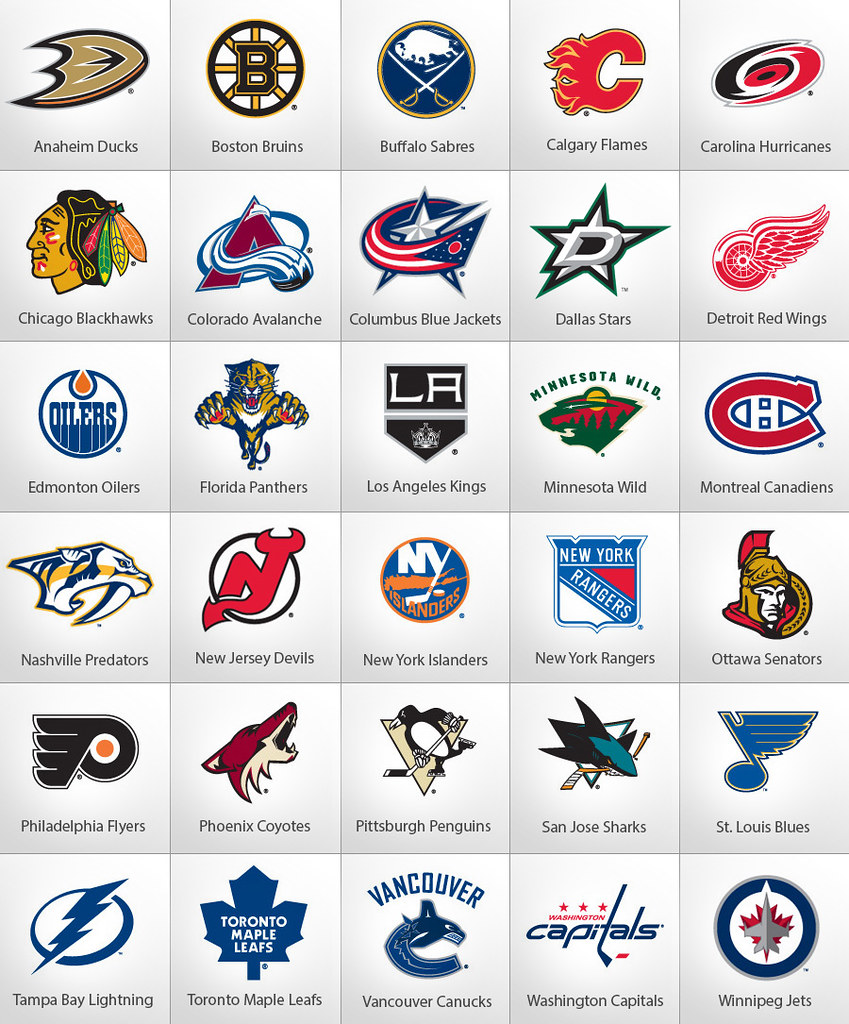 Anaheim Ducks
B
Boston Bruins
Buffalo Sabres
C
Calgary Flames
Carolina Hurricanes
Chicago Blackhawks
A
Colorado Avalanche
Columbus Blue Jackets
D
Dallas Stars
Detroit Red Wings
OILERS
Edmonton Oilers
Florida Panthers
LA
Los Angeles Kings
MINNESOTA WILD
Minnesota Wild
CH
Montreal Canadiens
Nashville Predators
NJ
New Jersey Devils
NY
ISLANDERS
New York Islanders
NEW YORK
RANGERS
New York Rangers
Ottawa Senators
P
Philadelphia Flyers
Phoenix Coyotes
Pittsburgh Penguins
San Jose Sharks
St. Louis Blues
Tampa Bay Lightning
TORONTO
MAPLE
LEAFS
Toronto Maple Leafs
VANCOUVER
Vancouver Canucks
WASHINGTON
capitals
Washington Capitals
Winnipeg Jets